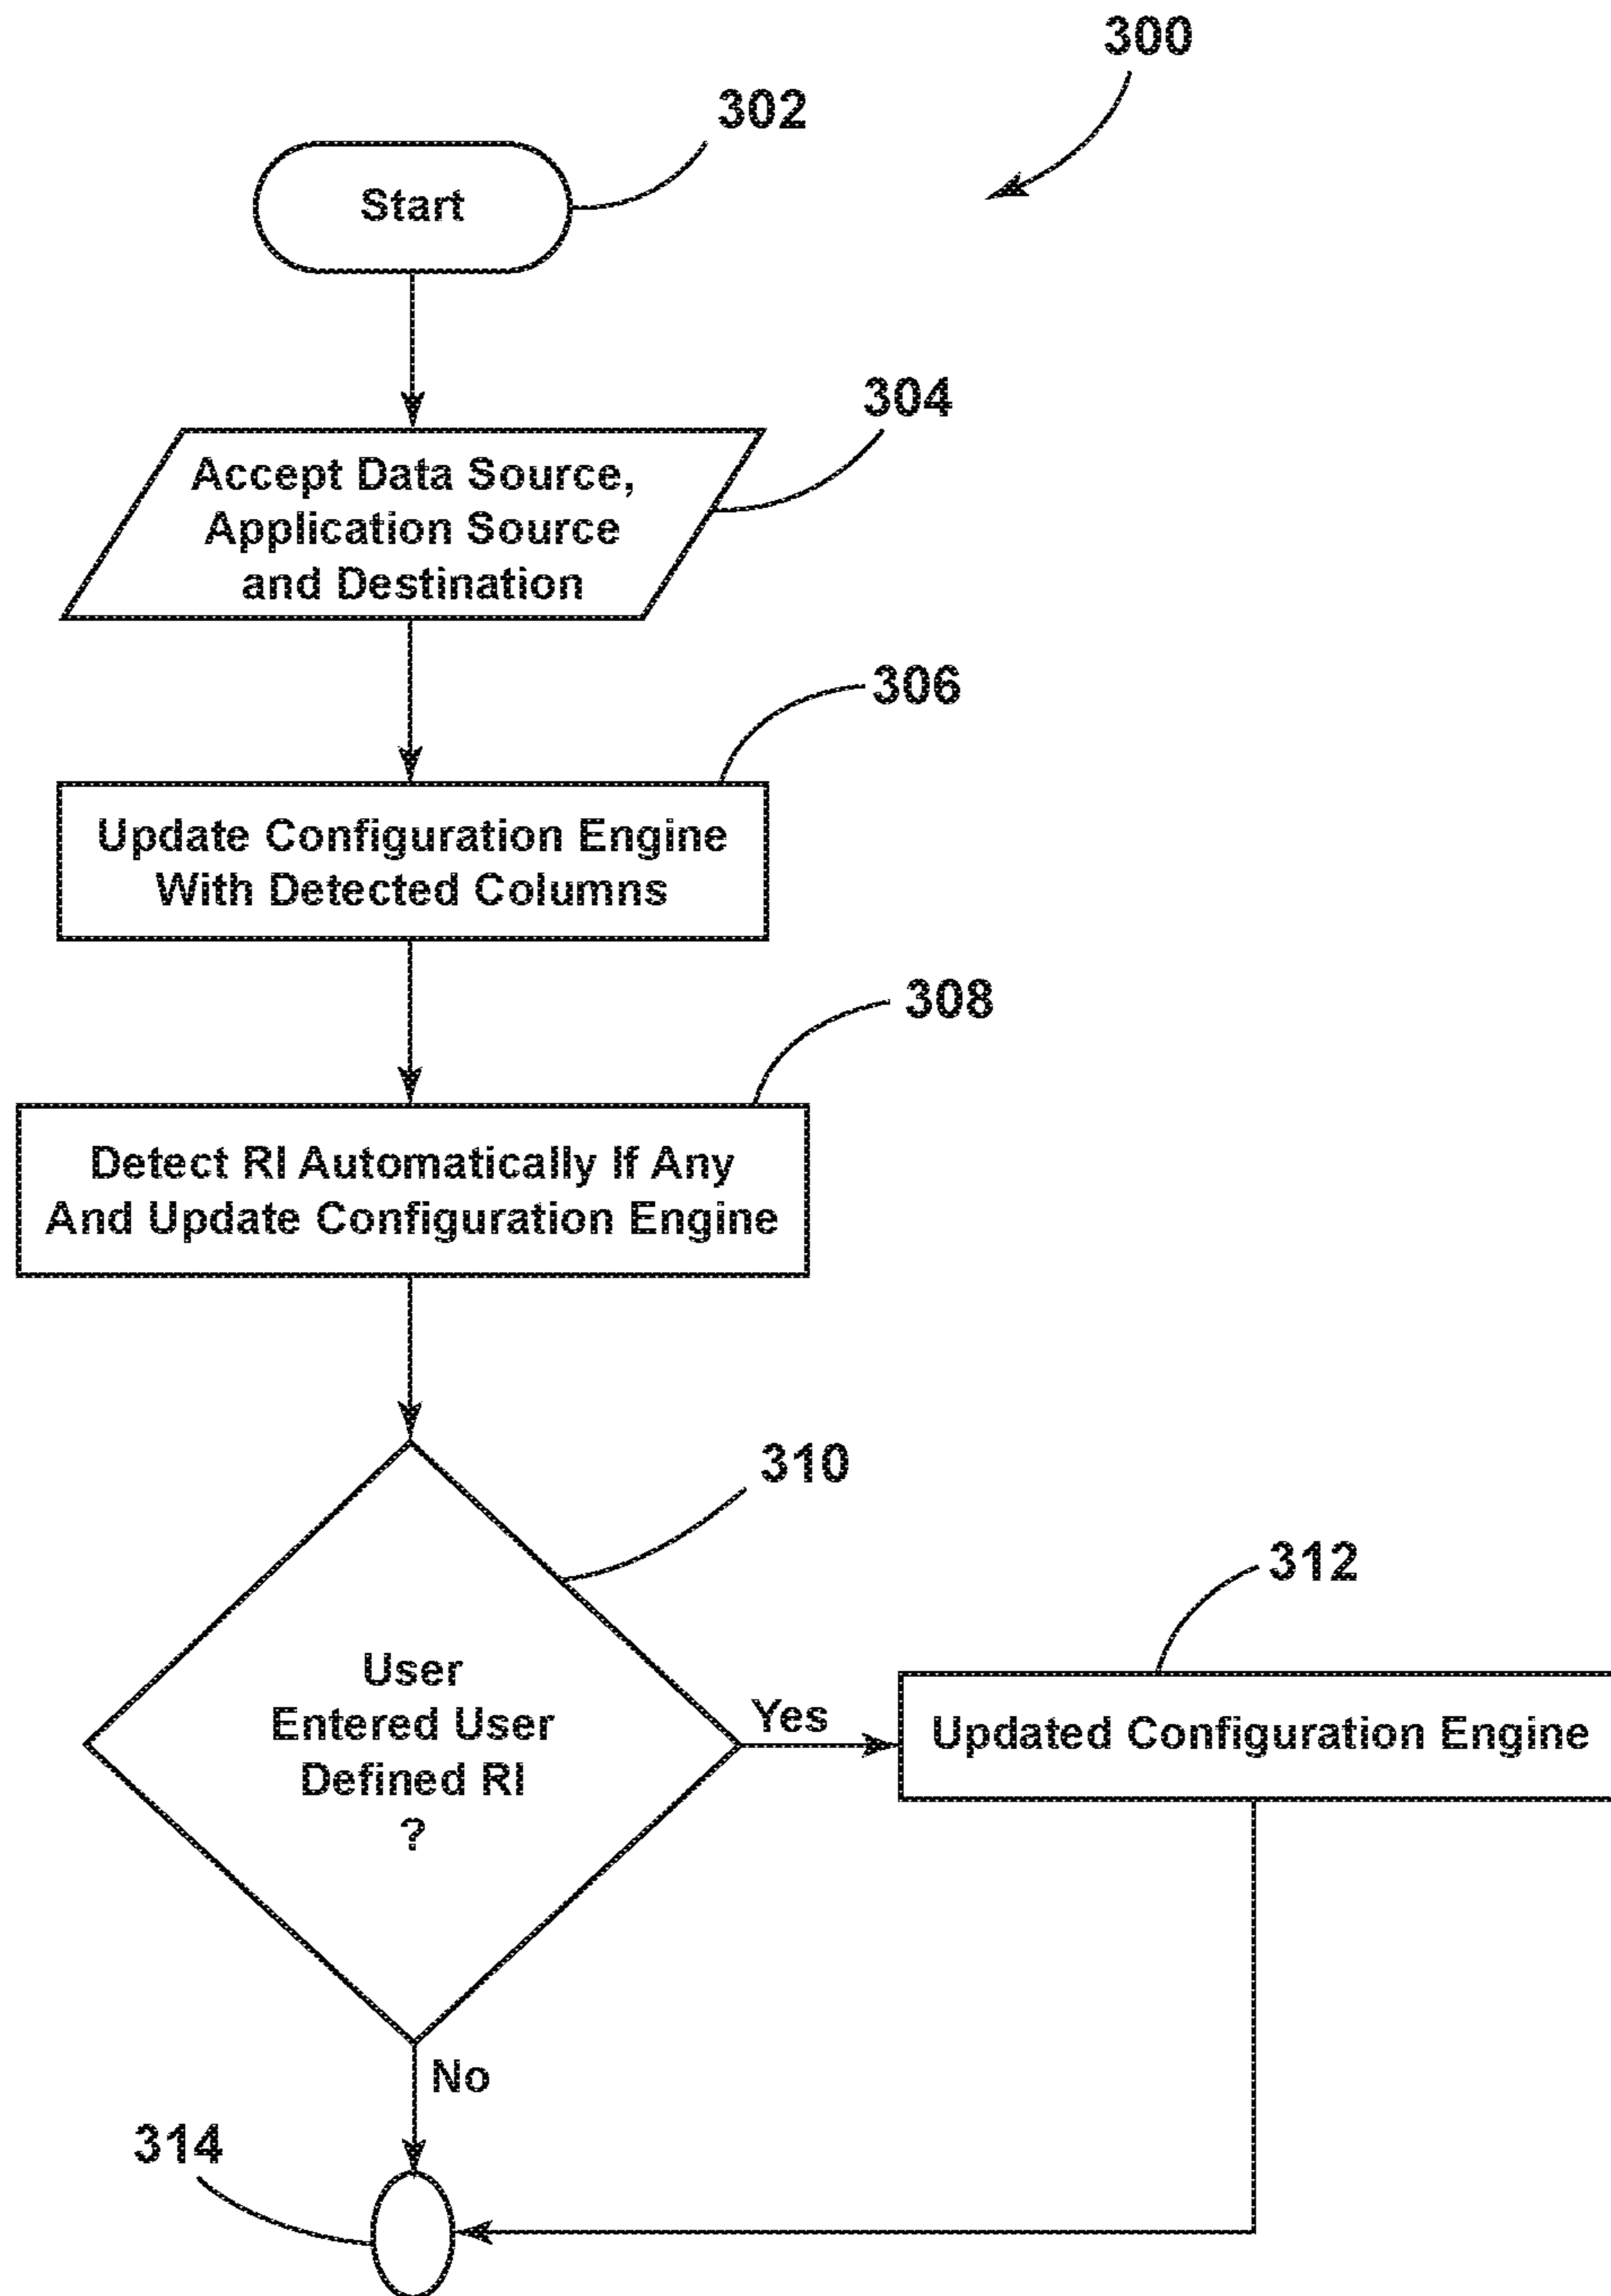 300
302
Start
304
Accept Data Source,
Application Source
and Destination
306
Update Configuration Engine
With Detected Columns
308
Detect RI Automatically If Any
And Update Configuration Engine
310
User
Entered User
Defined RI
?
Yes
312
Updated Configuration Engine
No
314